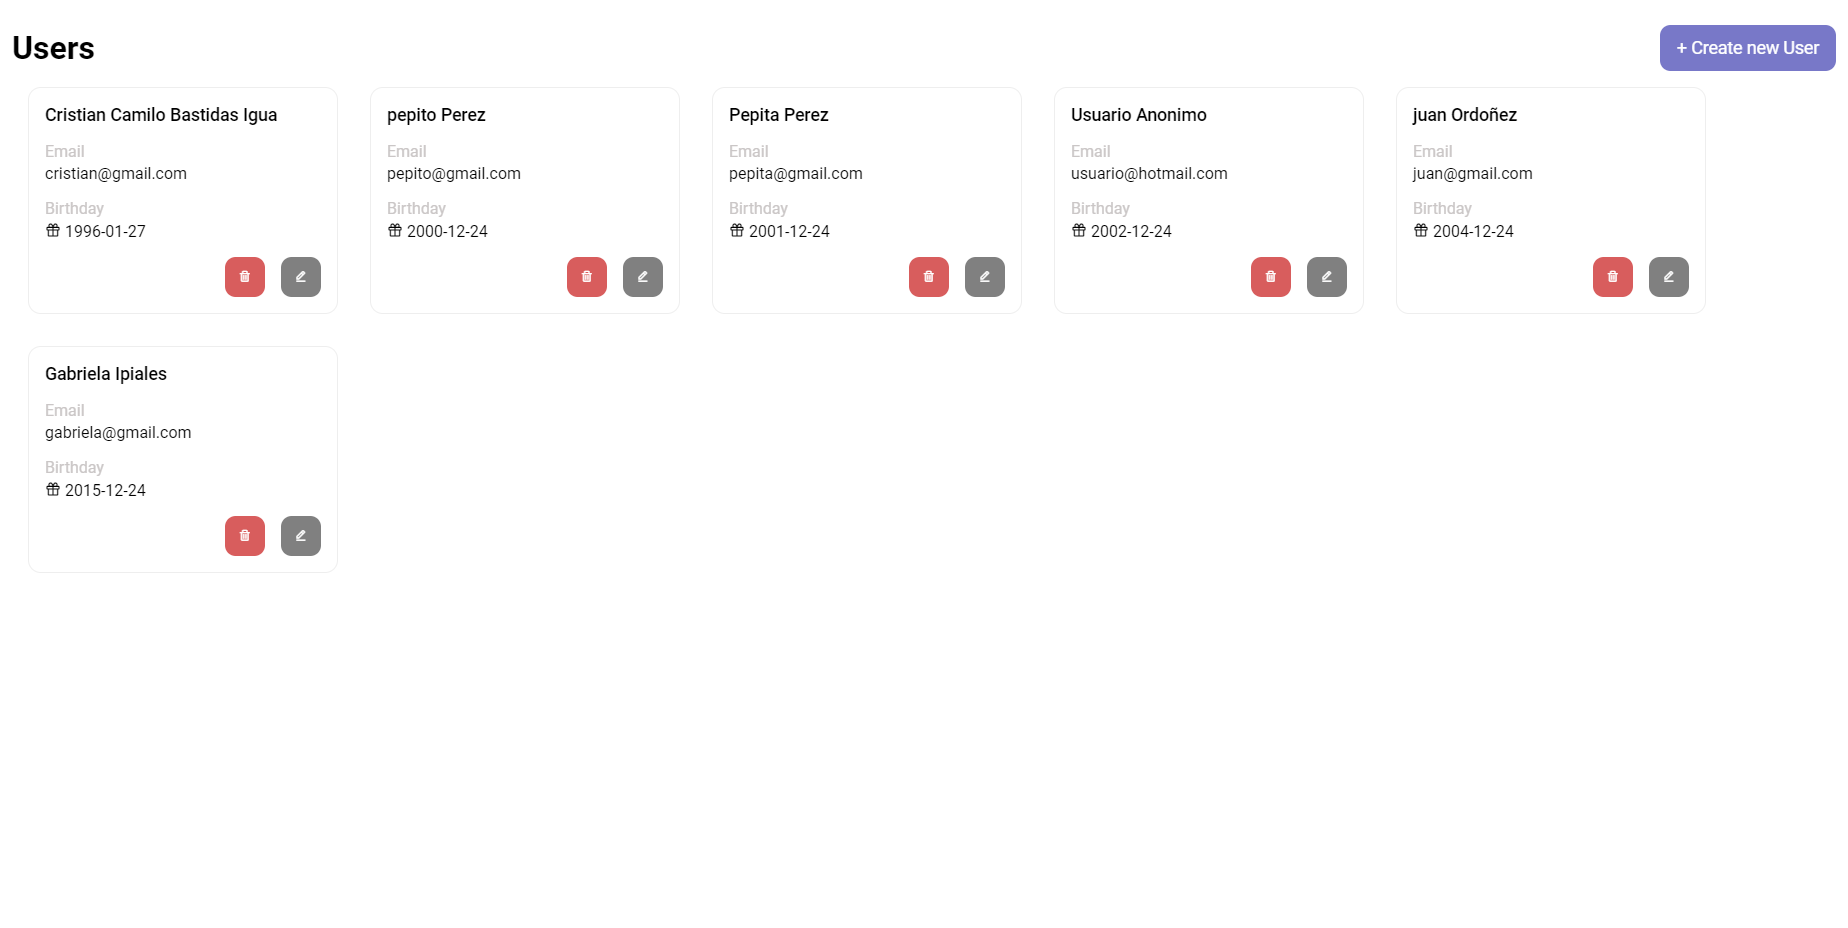 Users
+ Create new User
Cristian Camilo Bastidas Igua
Email
cristian@gmail.com
Birthday
1996-01-27
pepito Perez
Email
pepito@gmail.com
Birthday
2000-12-24
Pepita Perez
Email
pepita@gmail.com
Birthday
2001-12-24
Usuario Anonimo
Email
usuario@hotmail.com
Birthday
2002-12-24
juan Ordoñez
Email
juan@gmail.com
Birthday
2004-12-24
Gabriela Ipiales
Email
gabriela@gmail.com
Birthday
2015-12-24